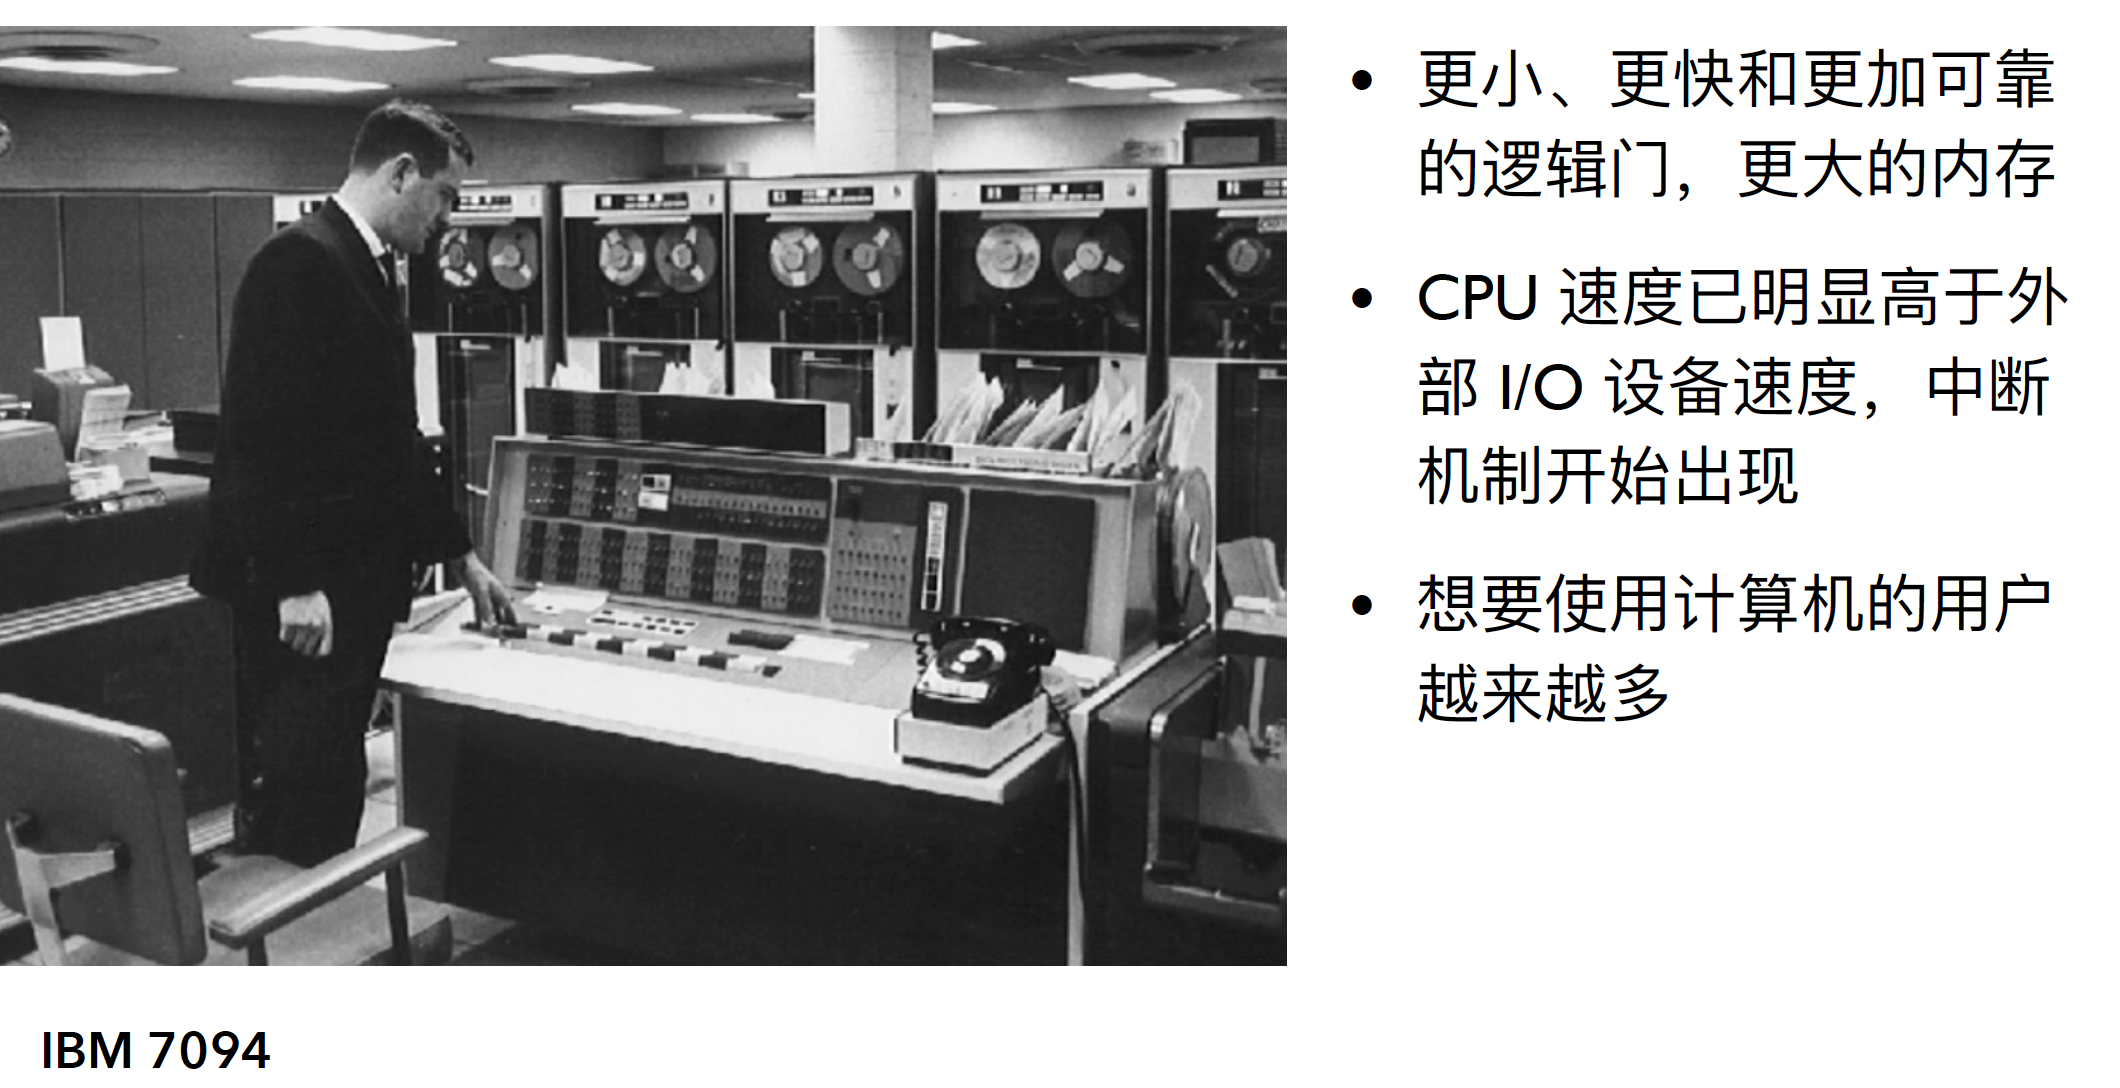 • 更小、更快和更加可靠
的逻辑门，更大的内存
• CPU 速度已明显高于外
部 I/O 设备速度，中断
机制开始出现
• 想要使用计算机的用户
越来越多
IBM 7094